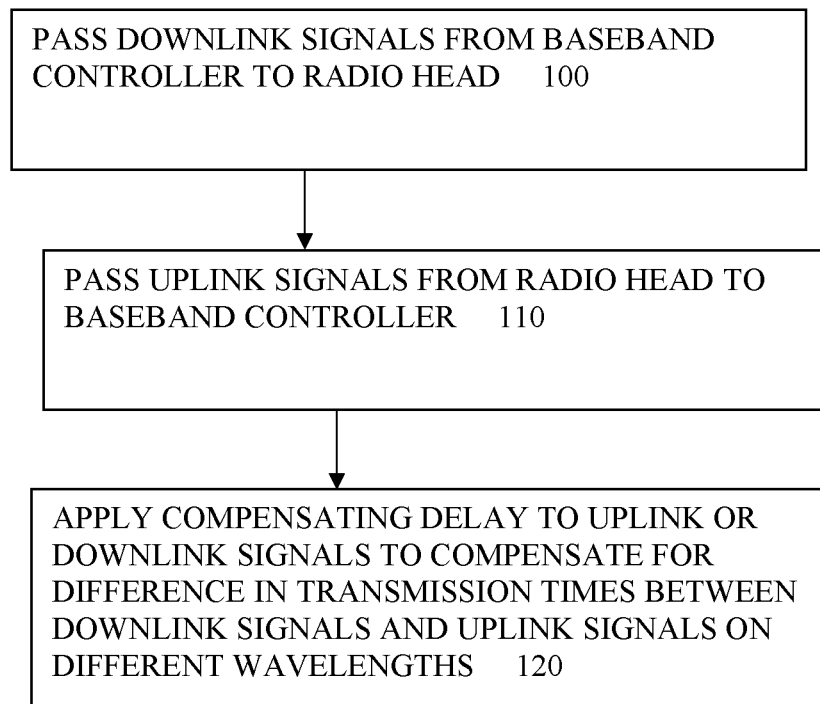 PASS DOWNLINK SIGNALS FROM BASEBAND
CONTROLLER TO RADIO HEAD 100
PASS UPLINK SIGNALS FROM RADIO HEAD TO
BASEBAND CONTROLLER 110
APPLY COMPENSATING DELAY TO UPLINK OR
DOWNLINK SIGNALS TO COMPENSATE FOR
DIFFERENCE IN TRANSMISSION TIMES BETWEEN
DOWNLINK SIGNALS AND UPLINK SIGNALS ON
DIFFERENT WAVELENGTHS 120